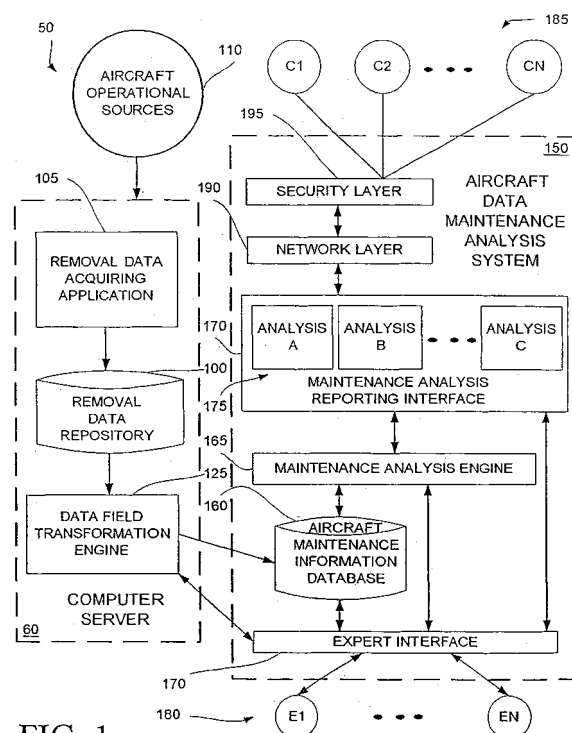 50
AIRCRAFT
OPERATIONAL
SOURCES
110
C1 C2 CN
185
105
REMOVAL DATA
ACQUIRING
APPLICATION
100
REMOVAL
DATA
REPOSITORY
125
DATA FIELD
TRANSFORMATION
ENGINE
COMPUTER
SERVER
60
150
AIRCRAFT
DATA
MAINTENANCE
ANALYSIS
SYSTEM
195
SECURITY LAYER
190
NETWORK LAYER
170
ANALYSIS
A
ANALYSIS
B
ANALYSIS
C
175
MAINTENANCE ANALYSIS
REPORTING INTERFACE
165
MAINTENANCE ANALYSIS ENGINE
160
AIRCRAFT
MAINTENANCE
INFORMATION
DATABASE
EXPERT INTERFACE
170
180
E1 EN
FIG. 1